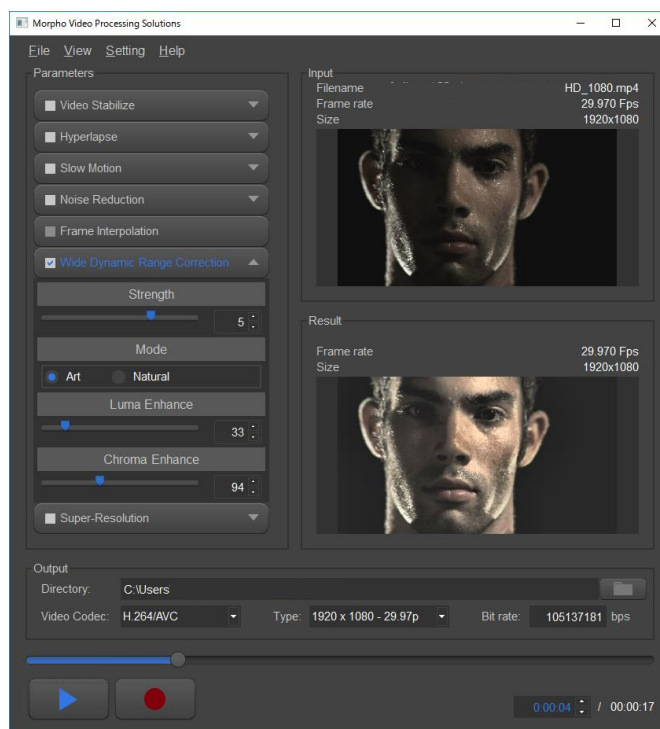 Morpho Video Processing Solutions
File View Setting Help
Parameters
Video Stabilize
Hyperlapse
Slow Motion
Noise Reduction
Frame Interpolation
Wide Dynamic Range Correction
Strength
5
Mode
Art Natural
Luma Enhance
33
Chroma Enhance
94
Super-Resolution
Input
Filename HD_1080.mp4
Frame rate 29.970 Fps
Size 1920x1080
Result
Frame rate 29.970 Fps
Size 1920x1080
Output
Directory: C:\Users
Video Codec: H.264/AVC Type: 1920 x 1080 - 29.97p Bit rate: 105137181 bps
0:00:04 / 00:00:17